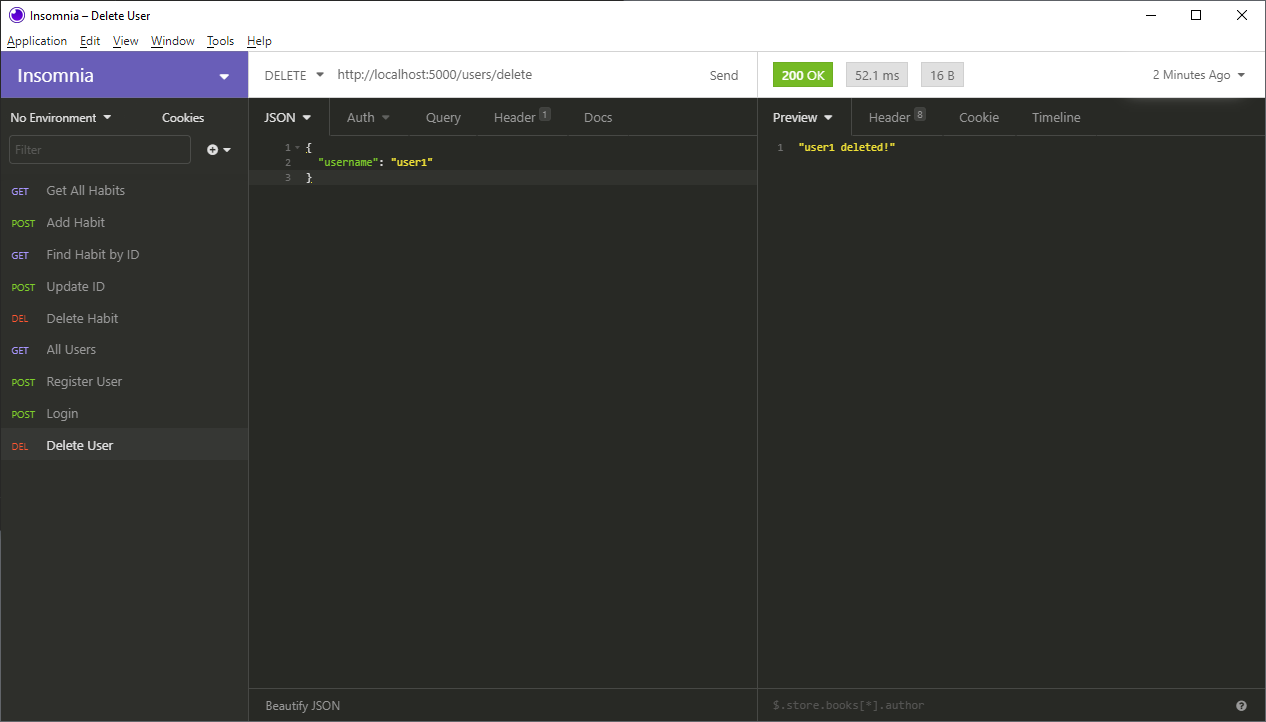 Insomnia – Delete User
Application Edit View Window Tools Help
Insomnia
DELETE http://localhost:5000/users/delete Send
200 OK 52.1 ms 16 B 2 Minutes Ago
No Environment Cookies
JSON Auth Query Header 1 Docs
Preview Header 8 Cookie Timeline
Filter
1 {
2 "username": "user1"
3 }
1 "user1 deleted!"
GET Get All Habits
POST Add Habit
GET Find Habit by ID
POST Update ID
DEL Delete Habit
GET All Users
POST Register User
POST Login
DEL Delete User
Beautify JSON
$.store.books[*].author